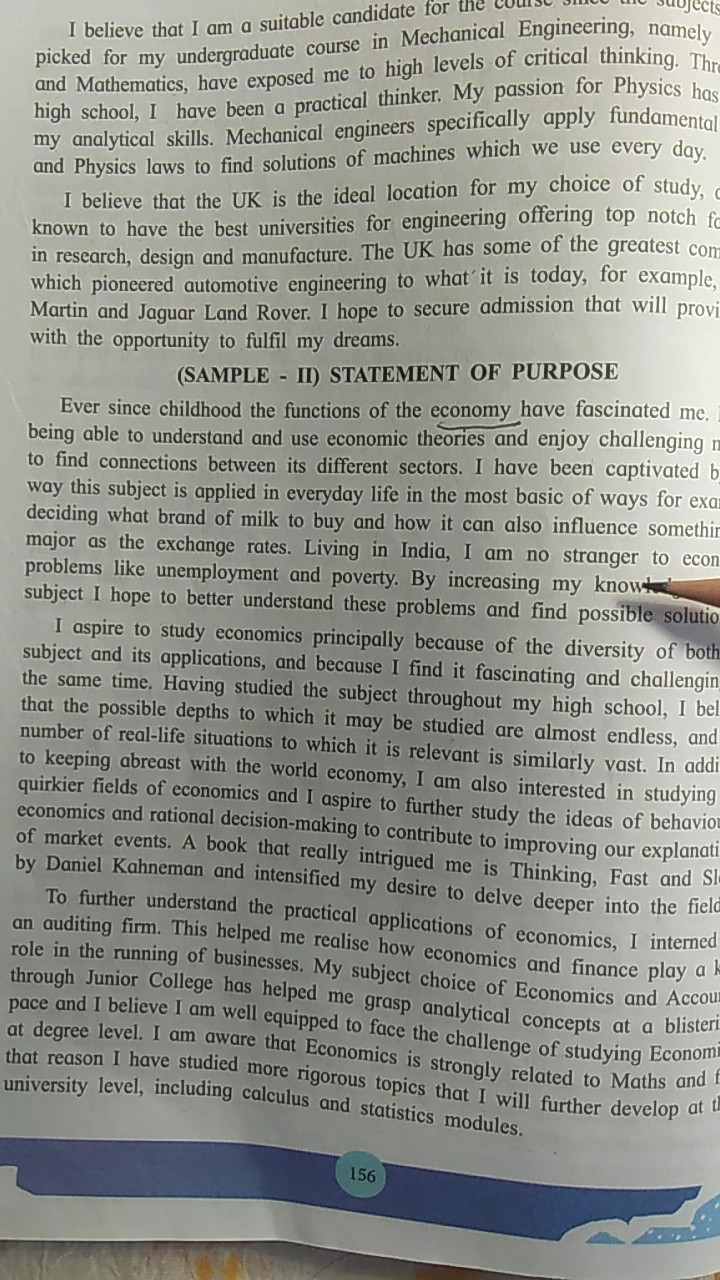 I believe that I am a suitable candidate for the course since the subjects
picked for my undergraduate course in Mechanical Engineering, namely
and Mathematics, have exposed me to high levels of critical thinking.
high school, I have been a practical thinker. My passion for Physics has
my analytical skills. Mechanical engineers specifically apply fundamental
and Physics laws to find solutions of machines which we use every day.
I believe that the UK is the ideal location for my choice of study,
known to have the best universities for engineering offering top notch
in research, design and manufacture. The UK has some of the greatest
which pioneered automotive engineering to what it is today, for example,
Martin and Jaguar Land Rover. I hope to secure admission that will
with the opportunity to fulfil my dreams.
(SAMPLE - II) STATEMENT OF PURPOSE
Ever since childhood the functions of the economy have fascinated me.
being able to understand and use economic theories and enjoy challenging
to find connections between its different sectors. I have been captivated
way this subject is applied in everyday life in the most basic of ways for
deciding what brand of milk to buy and how it can also influence
major as the exchange rates. Living in India, I am no stranger to
problems like unemployment and poverty. By increasing my
subject I hope to better understand these problems and find possible
I aspire to study economics principally because of the diversity of both
subject and its applications, and because I find it fascinating and
the same time. Having studied the subject throughout my high school, I
that the possible depths to which it may be studied are almost endless, and
number of real-life situations to which it is relevant is similarly vast. In
to keeping abreast with the world economy, I am also interested in studying
quirkier fields of economics and I aspire to further study the ideas of
economics and rational decision-making to contribute to improving our
of market events. A book that really intrigued me is Thinking, Fast and
by Daniel Kahneman and intensified my desire to delve deeper into the
To further understand the practical applications of economics, I interned
an auditing firm. This helped me realise how economics and finance play a
role in the running of businesses. My subject choice of Economics and
through Junior College has helped me grasp analytical concepts at a
pace and I believe I am well equipped to face the challenge of studying
at degree level. I am aware that Economics is strongly related to Maths and
that reason I have studied more rigorous topics that I will further develop at
university level, including calculus and statistics modules.
156